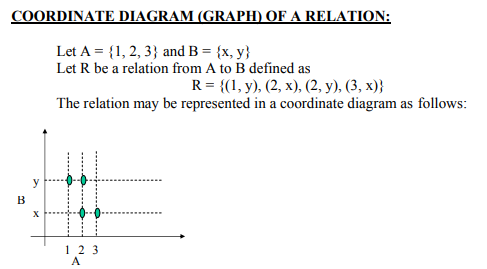 COORDINATE DIAGRAM (GRAPH) OF A RELATION:
Let A = {1, 2, 3} and B = {x, y}
Let R be a relation from A to B defined as
R = {(1, y), (2, x), (2, y), (3, x)}
The relation may be represented in a coordinate diagram as follows:
y
B
x
1 2 3
A